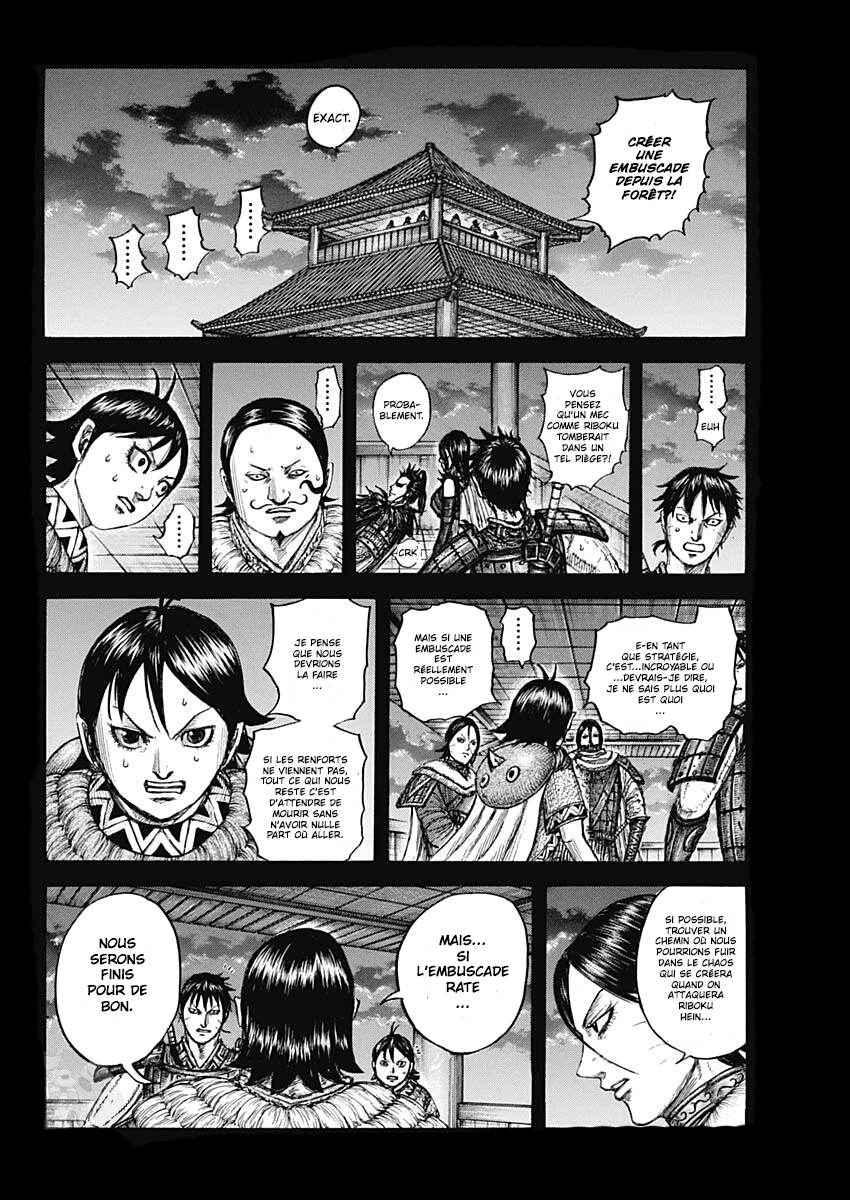 CRÉER
UNE
EMBUSCADE
DEPUIS LA
FORÊT?!
EXACT.
......
......
......
......
EUH
VOUS
PENSEZ
QU'UN MEC
COMME RIBOKU
TOMBERAIT
DANS UN
TEL PIÈGE?!
PROBA-
BLEMENT.
CRK !
......
......
E-EN TANT
QUE STRATÉGIE,
C'EST...INCROYABLE OU
...DEVRAIS-JE DIRE,
JE NE SAIS PLUS QUOI
EST QUOI
...
......
MAIS SI UNE
EMBUSCADE
EST
RÉELLEMENT
POSSIBLE
...
JE PENSE
QUE NOUS
DEVRIONS
LA FAIRE
...
SI LES RENFORTS
NE VIENNENT PAS,
TOUT CE QUI NOUS
RESTE C'EST
D'ATTENDRE DE
MOURIR SANS
N'AVOIR NULLE
PART OÙ ALLER.
SI POSSIBLE,
TROUVER UN
CHEMIN OÙ NOUS
POURRIONS FUIR
DANS LE CHAOS
QUI SE CRÉERA
QUAND ON
ATTAQUERA
RIBOKU
HEIN...
MAIS...
SI
L'EMBUSCADE
RATE
...
NOUS
SERONS
FINIS
POUR DE
BON.